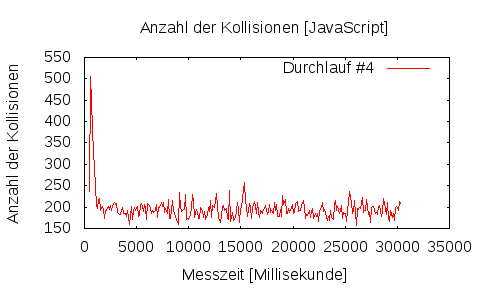 Anzahl der Kollisionen [JavaScript]
Durchlauf #4
Anzahl der Kollisionen
550
500
450
400
350
300
250
200
150
0 5000 10000 15000 20000 25000 30000 35000
Messzeit [Millisekunde]